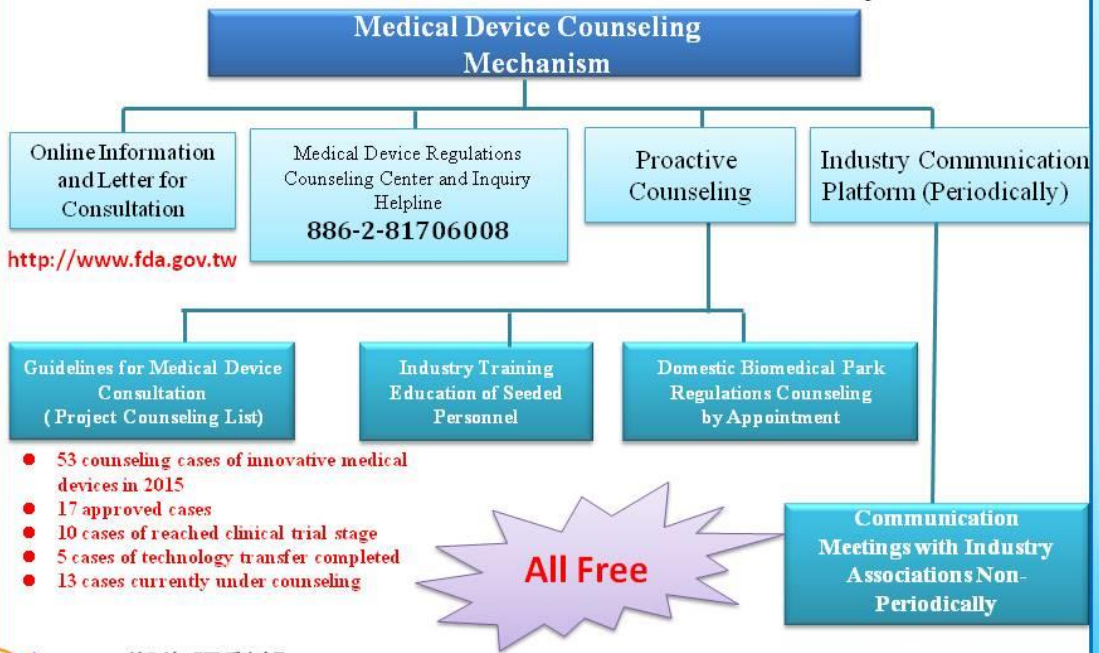 Medical Device Counseling
Mechanism
Online Information
and Letter for
Consultation
http://www.fda.gov.tw
Medical Device Regulations
Counseling Center and Inquiry
Helpline
886-2-81706008
Proactive
Counseling
Industry Communication
Platform (Periodically)
Guidelines for Medical Device
Consultation
( Project Counseling List)
Industry Training
Education of Seeded
Personnel
Domestic Biomedical Park
Regulations Counseling
by Appointment
● 53 counseling cases of innovative medical
devices in 2015
● 17 approved cases
● 10 cases of reached clinical trial stage
● 5 cases of technology transfer completed
● 13 cases currently under counseling
All Free
Communication
Meetings with Industry
Associations Non-
Periodically